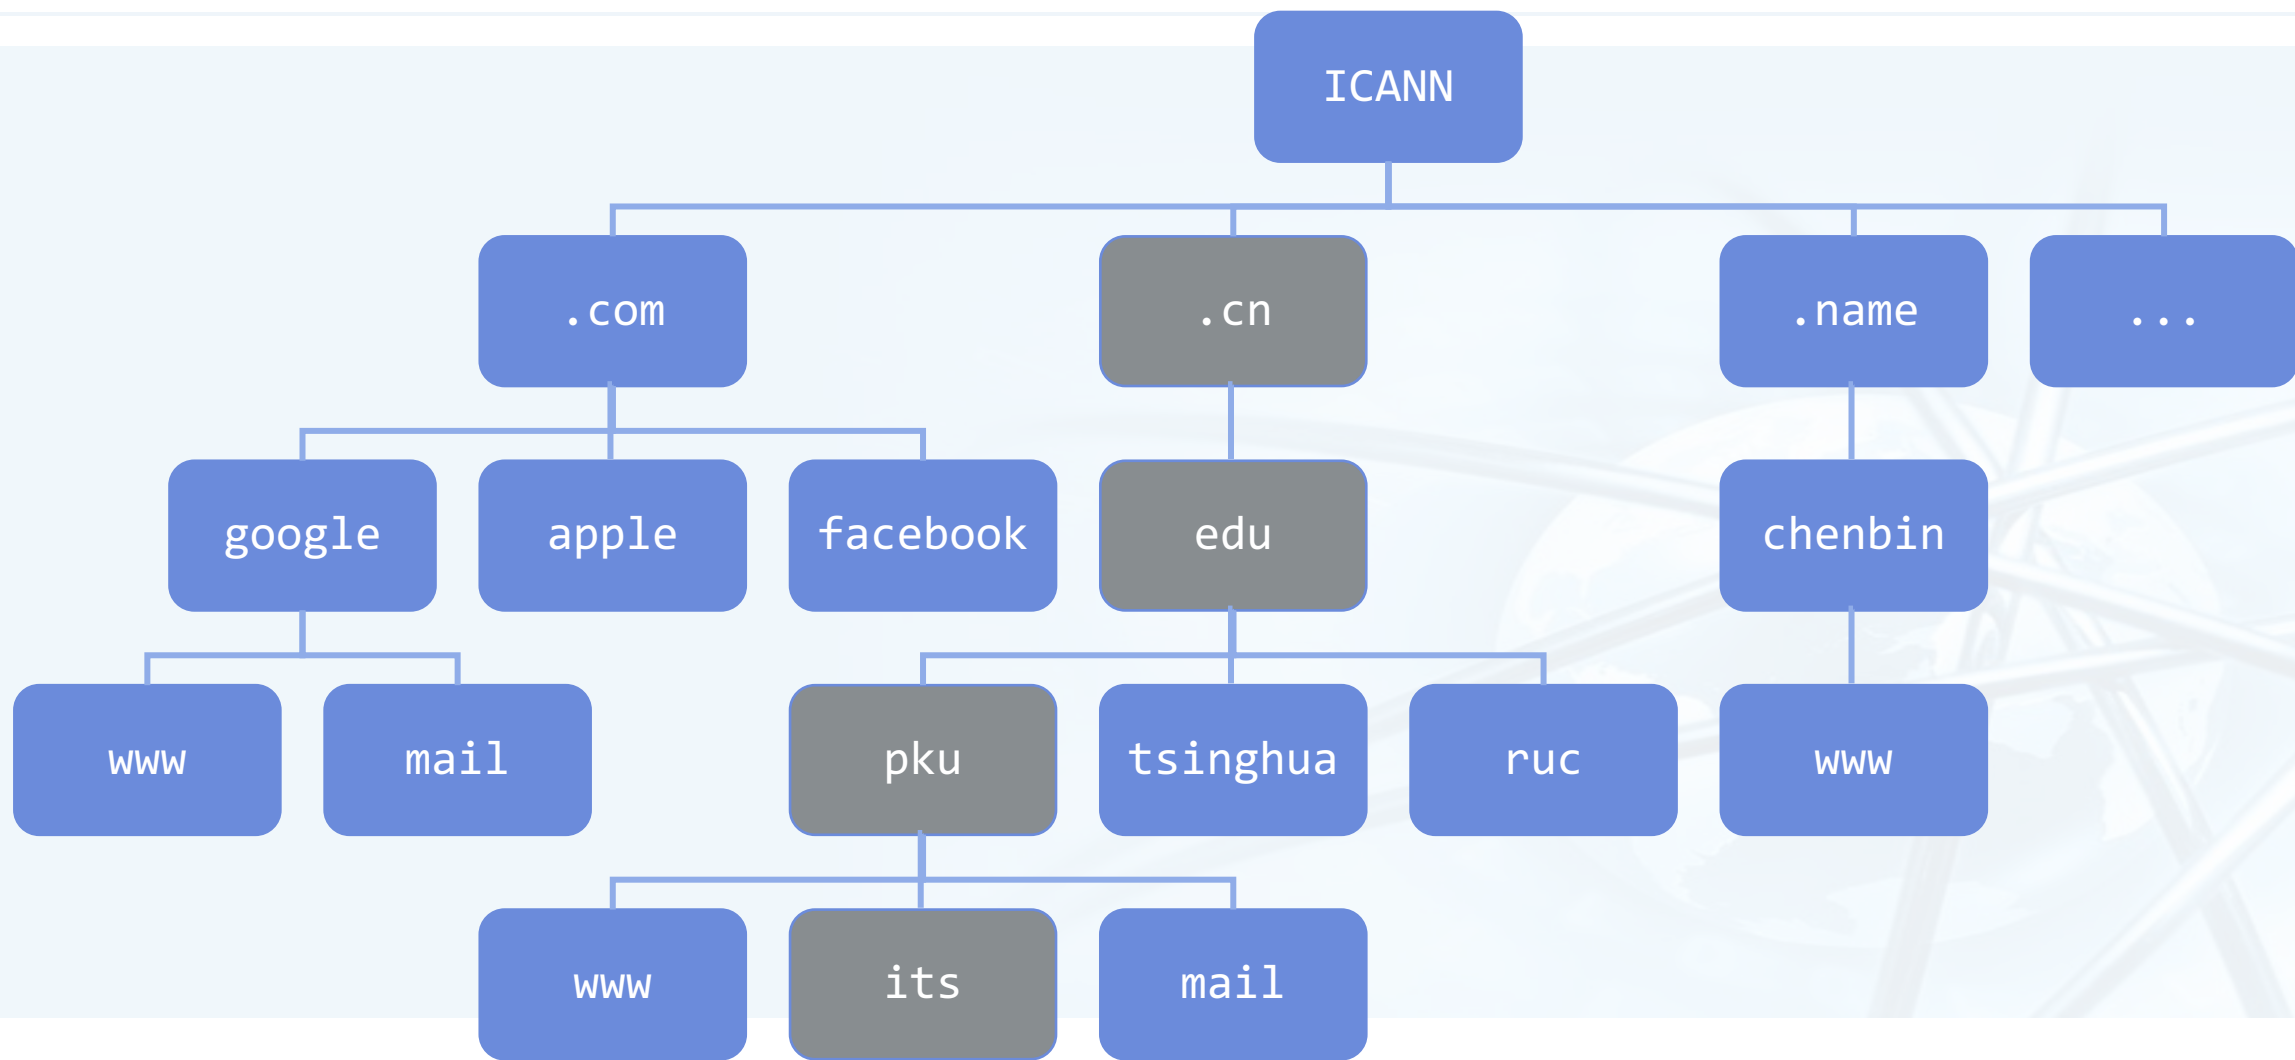 ICANN
.com
.cn
.name
...
google
apple
facebook
edu
chenbin
www
mail
pku
tsinghua
ruc
www
www
its
mail